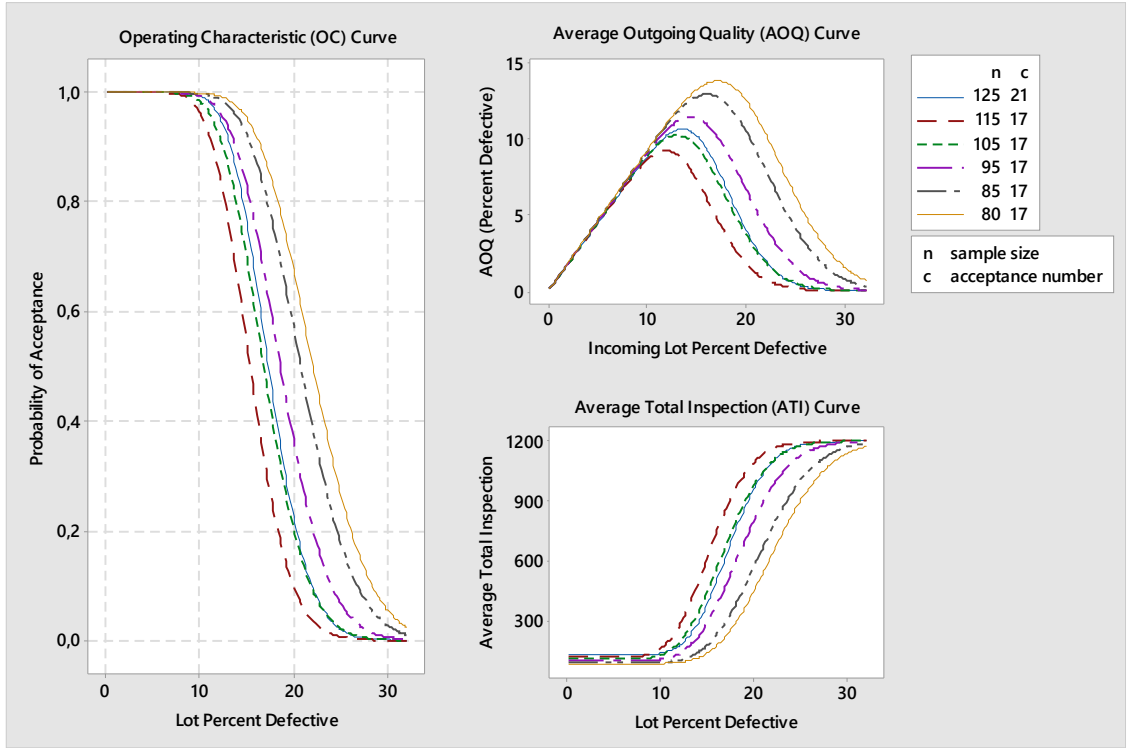 Operating Characteristic (OC) Curve
Probability of Acceptance
1,0
0,8
0,6
0,4
0,2
0,0
0 10 20 30
Lot Percent Defective
Average Outgoing Quality (AOQ) Curve
AOQ (Percent Defective)
15
10
5
0
0 10 20 30
Incoming Lot Percent Defective
n c
125 21
115 17
105 17
95 17
85 17
80 17
n sample size
c acceptance number
Average Total Inspection (ATI) Curve
Average Total Inspection
1200
900
600
300
0 10 20 30
Lot Percent Defective